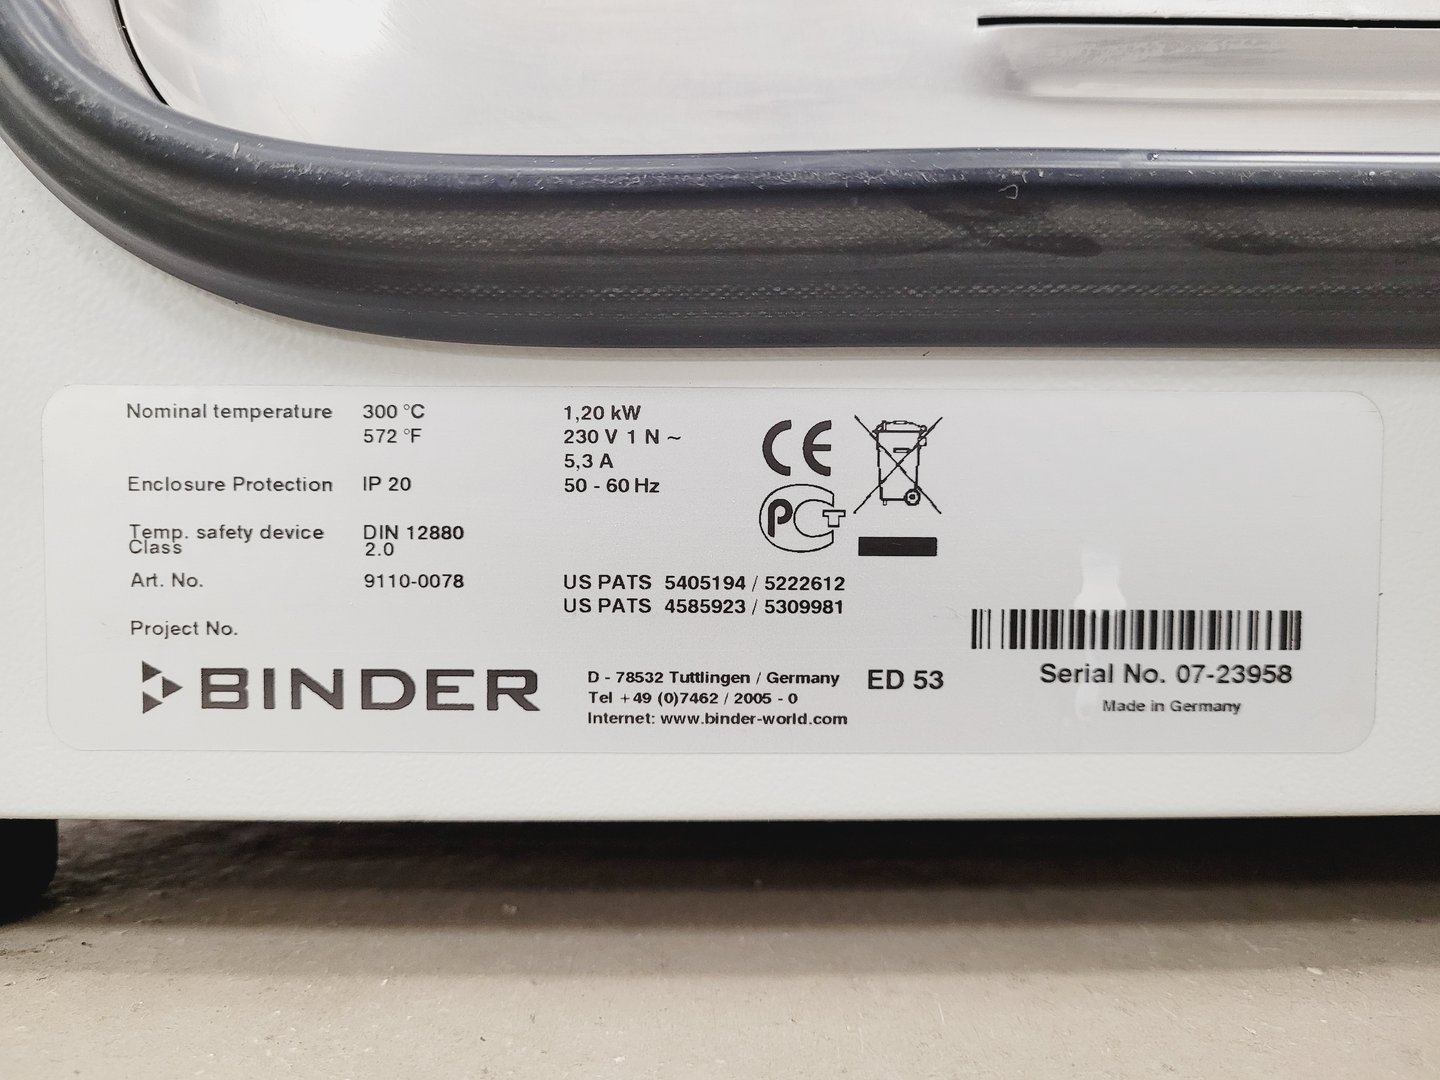 Nominal temperature 300 °C 1,20 kW
572 °F 230 V 1 N ~
5,3 A
Enclosure Protection IP 20 50 - 60 Hz
Temp. safety device DIN 12880
Class 2.0
Art. No. 9110-0078 US PATS 5405194 / 5222612
US PATS 4585923 / 5309981
Project No.
BINDER
D - 78532 Tuttlingen / Germany
Tel +49 (0)7462 / 2005 - 0
Internet: www.binder-world.com
ED 53
Serial No. 07-23958
Made in Germany
CE
РСТ